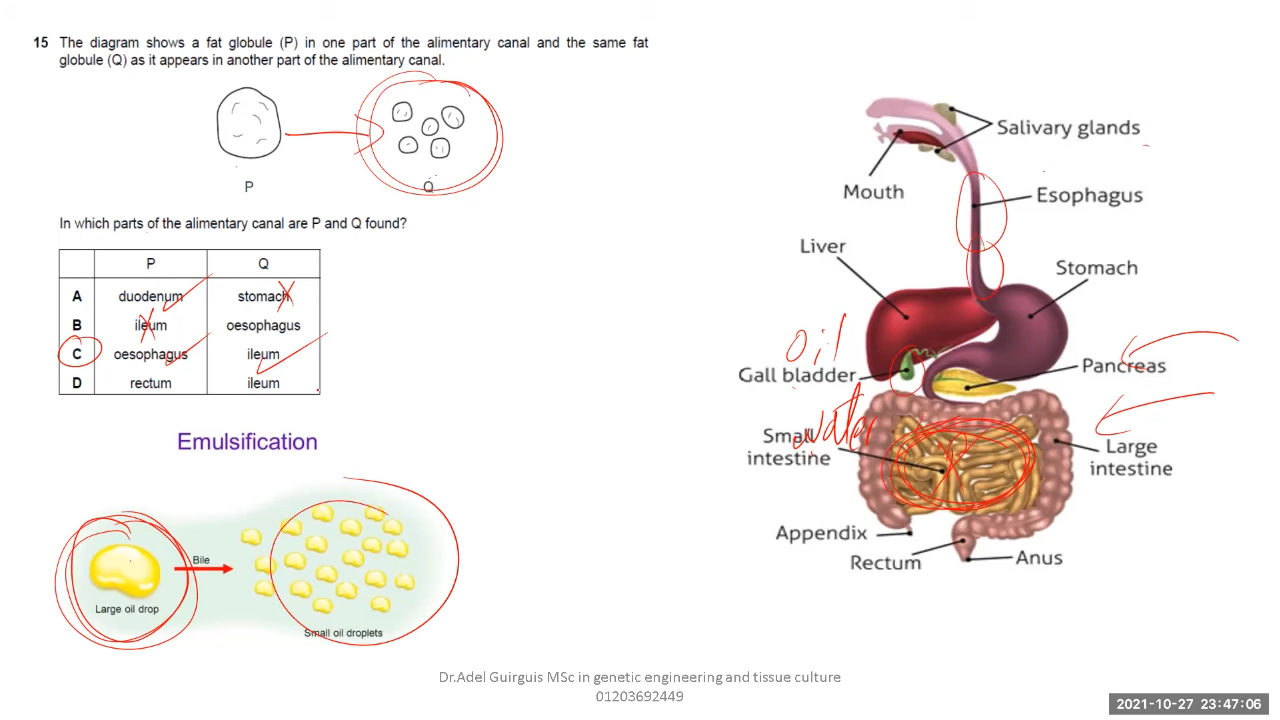 15 The diagram shows a fat globule (P) in one part of the alimentary canal and the same fat
globule (Q) as it appears in another part of the alimentary canal.
P
Q
In which parts of the alimentary canal are P and Q found?
P Q
A duodenum stomach
B ileum oesophagus
C oesophagus ileum
D rectum ileum
Emulsification
Bile
Large oil drop
Small oil droplets
Salivary glands
Mouth
Esophagus
Liver
Stomach
oil
Gall bladder
Pancreas
water
Small
intestine
Large
intestine
Appendix
Rectum
Anus
Dr.Adel Guirguis MSc in genetic engineering and tissue culture
01203692449
2021-10-27 23:47:06